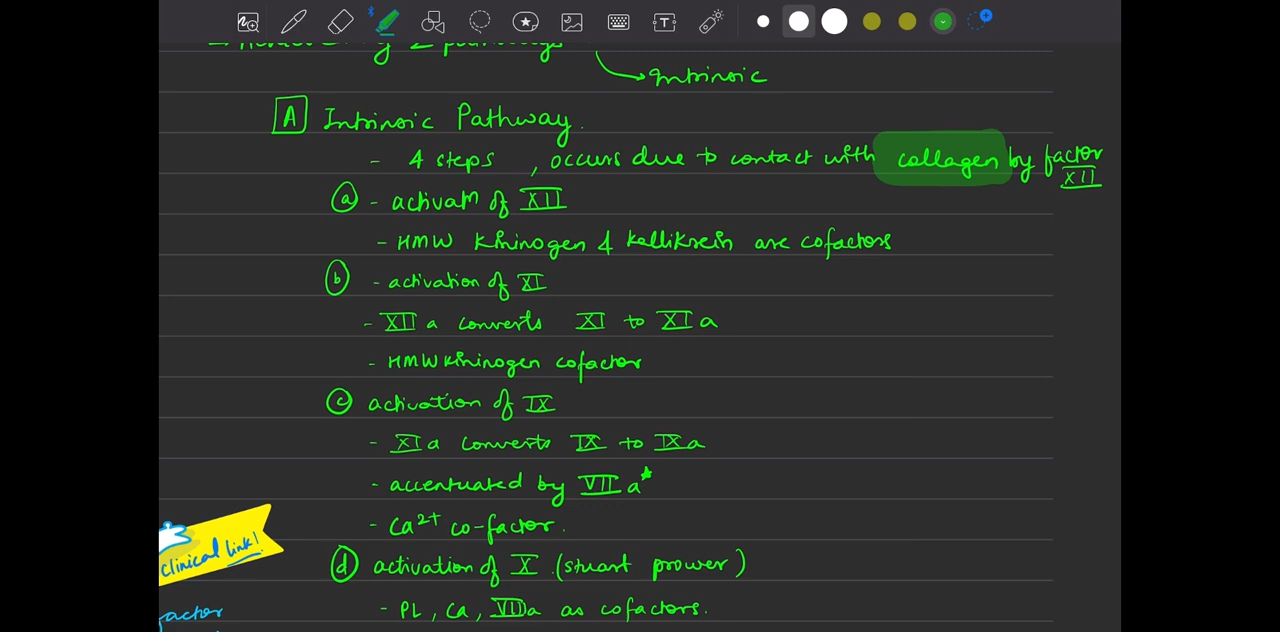 2 pathways
→ Intrinsic
A Intrinsic Pathway.
- 4 steps , occurs due to contact with collagen by factor
XII
a - activatn of XII
- HMW Kininogen & kallikrein are cofactors
b - activation of XI
- XII a converts XI to XI a
- HMW kininogen cofactor
c activation of IX
- XI a converts IX to IX a
- accentuated by VII a*
- Ca2+ co-factor.
clinical link!
d activation of X (stuart prower)
factor
- PL, Ca, VIIIa as cofactors.